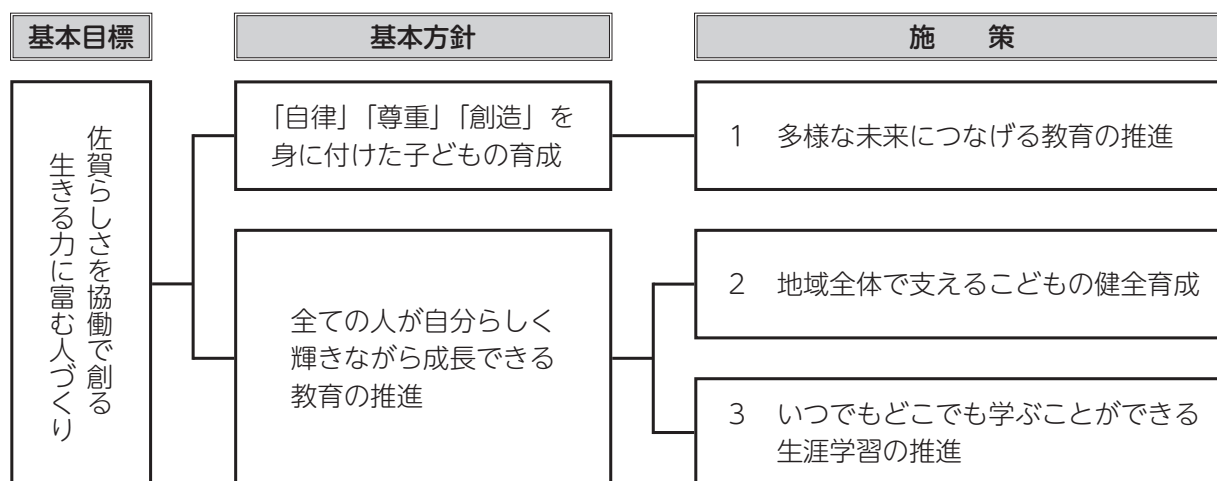 基本目標
基本方針
施　策
佐賀らしさを協働で創る
生きる力に富む人づくり
「自律」「尊重」「創造」を
身に付けた子どもの育成
1　多様な未来につなげる教育の推進
全ての人が自分らしく
輝きながら成長できる
教育の推進
2　地域全体で支えるこどもの健全育成
3　いつでもどこでも学ぶことができる
生涯学習の推進